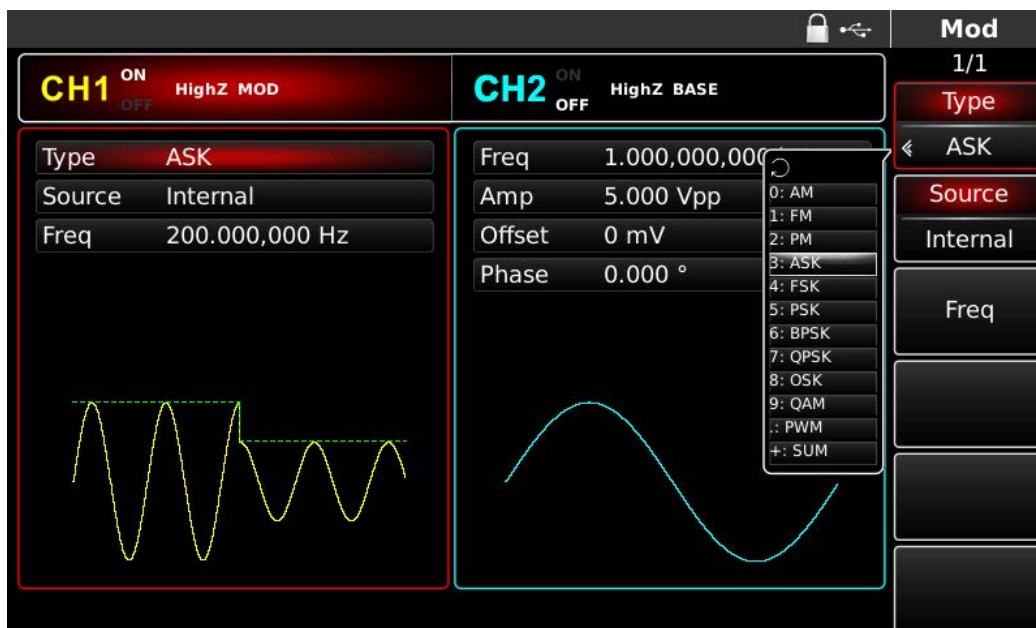 Mod
1/1
CH1 ON OFF HighZ MOD
CH2 ON OFF HighZ BASE
Type ASK
Source Internal
Freq 200.000,000 Hz
Freq 1.000,000,000
Amp 5.000 Vpp
Offset 0 mV
Phase 0.000 °
0: AM
1: FM
2: PM
3: ASK
4: FSK
5: PSK
6: BPSK
7: QPSK
8: OSK
9: QAM
.: PWM
+: SUM
Type
ASK
Source
Internal
Freq